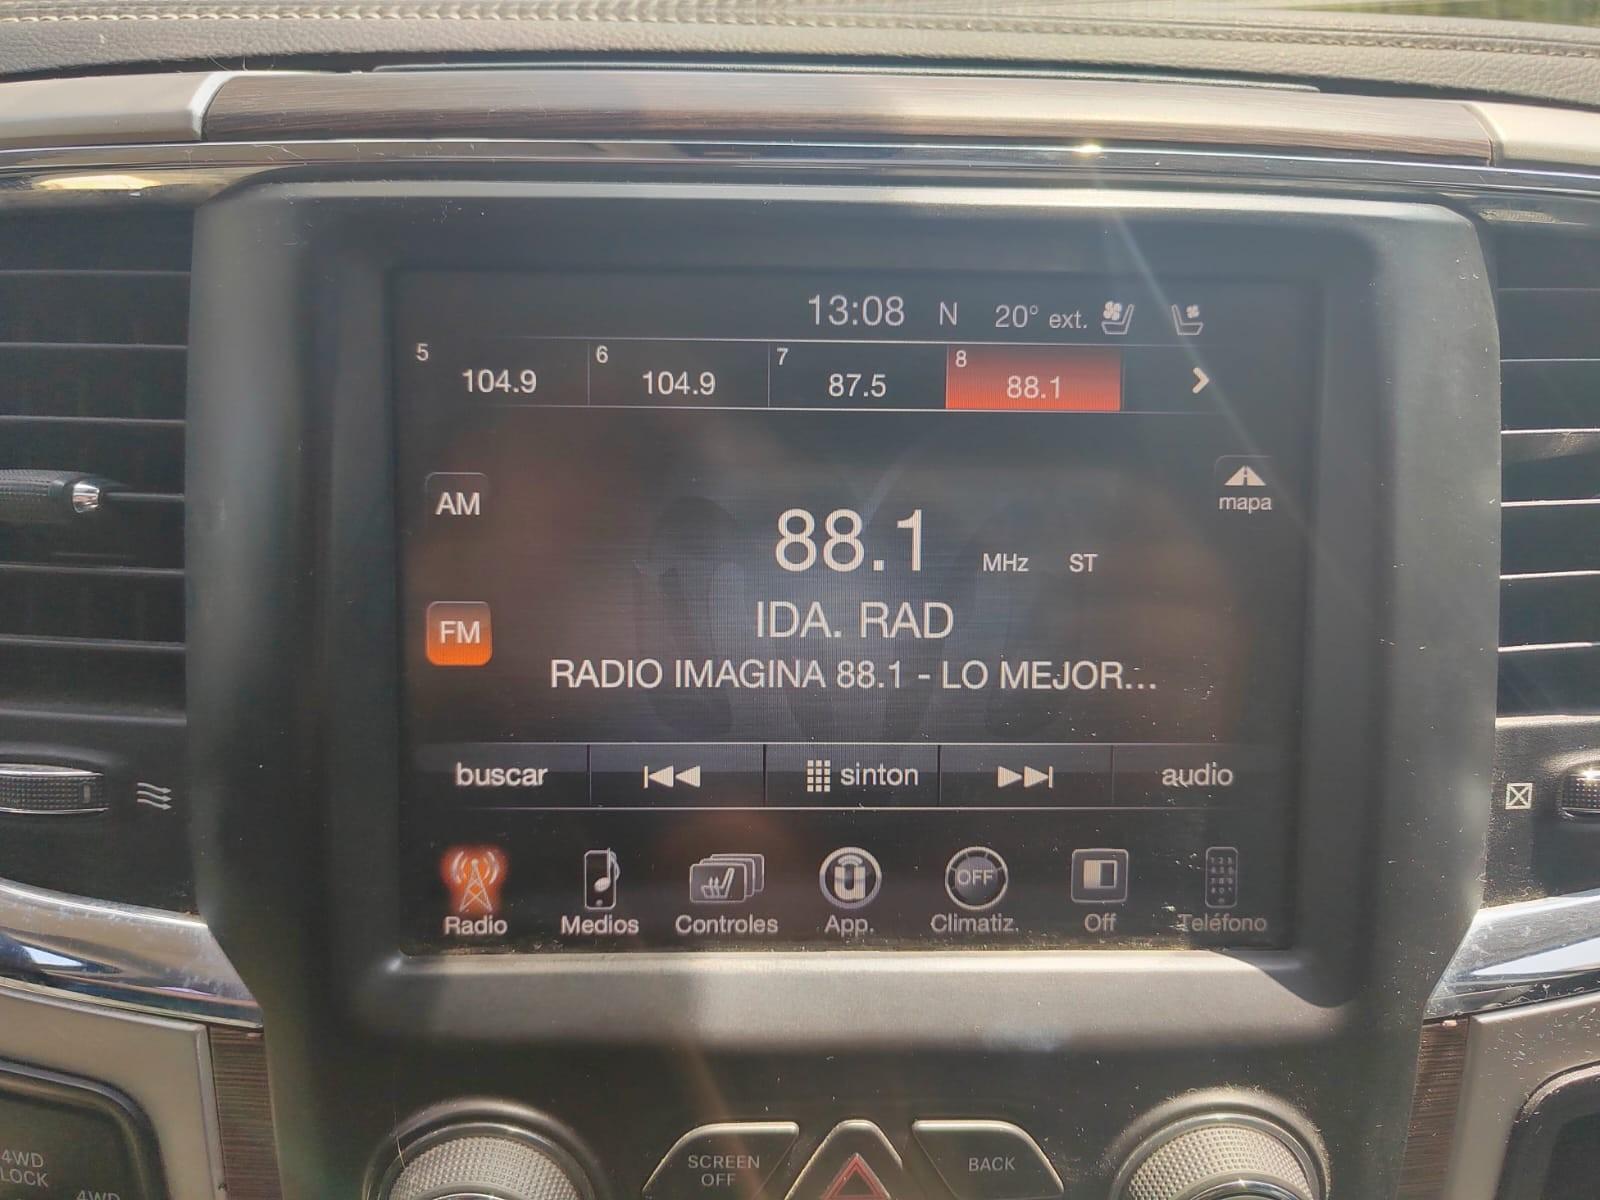 13:08 N 20° ext.
5 6 7 8
104.9 104.9 87.5 88.1
AM
mapa
88.1 MHz ST
FM
IDA. RAD
RADIO IMAGINA 88.1 - LO MEJOR...
buscar sinton audio
OFF
Radio Medios Controles App. Climatiz. Off Teléfono
SCREEN OFF
BACK
4WD
LOCK
4WD